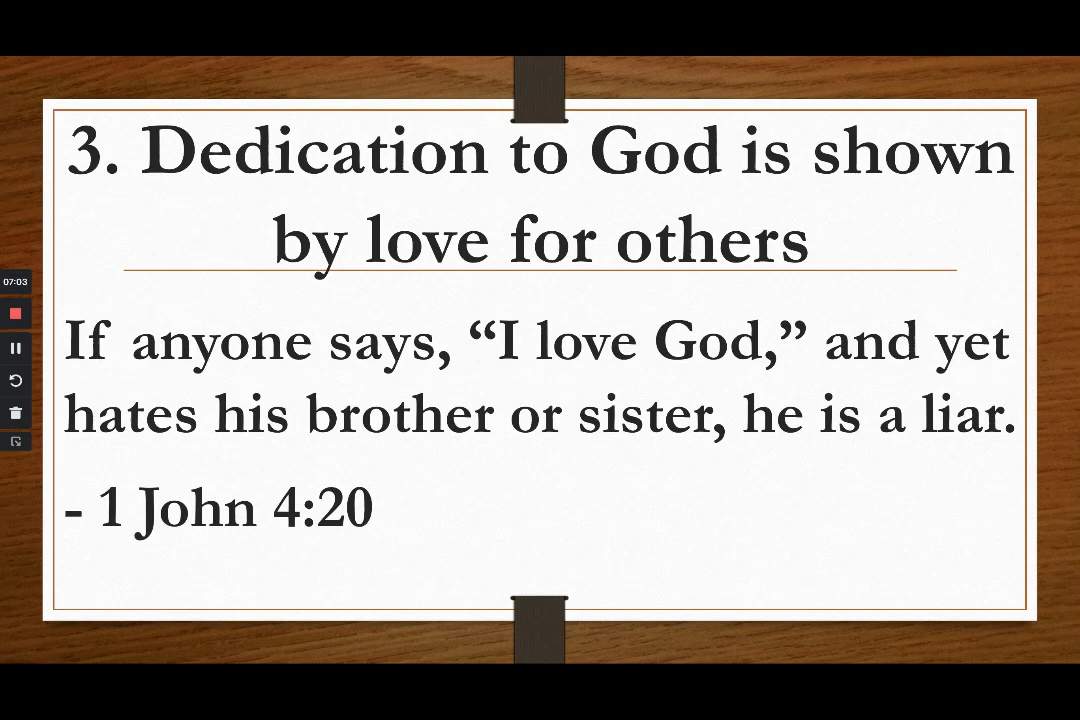 3. Dedication to God is shown
by love for others
07:03
If anyone says, “I love God,” and yet
hates his brother or sister, he is a liar.
- 1 John 4:20